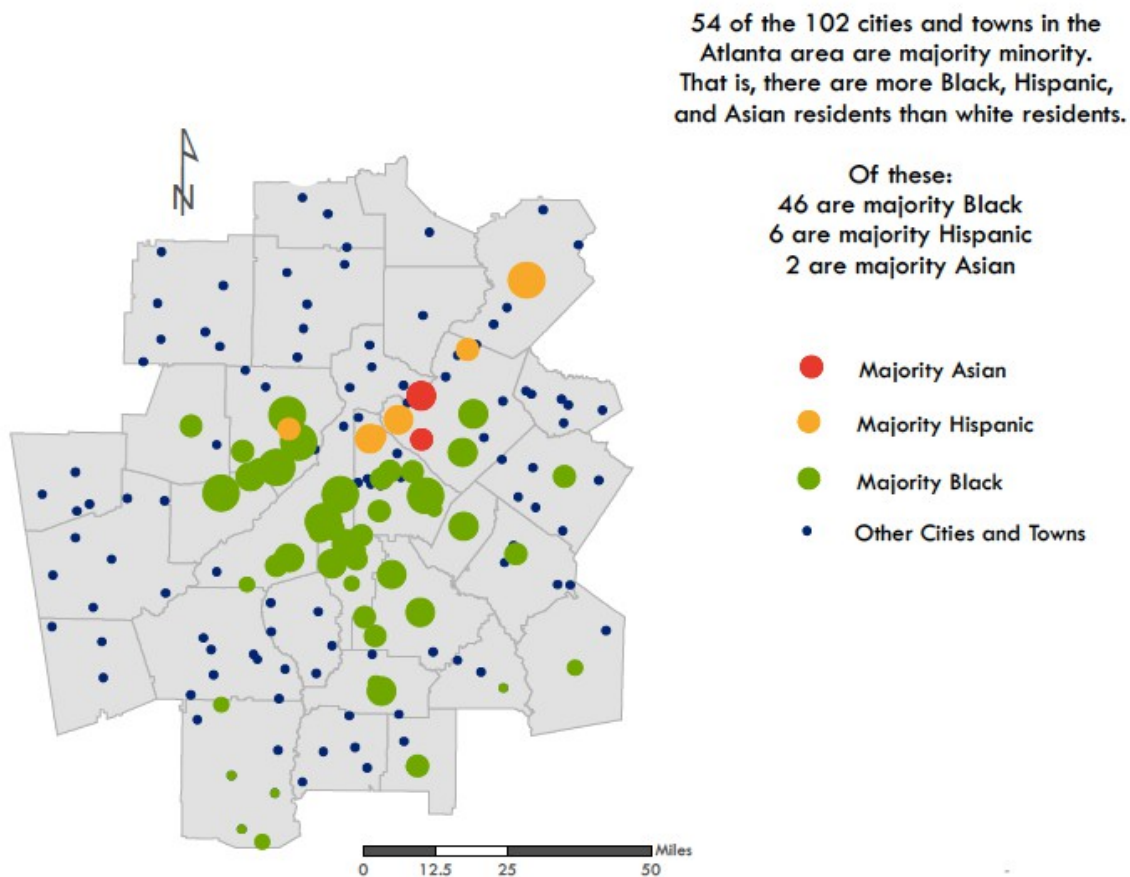 54 of the 102 cities and towns in the
Atlanta area are majority minority.
That is, there are more Black, Hispanic,
and Asian residents than white residents.
Of these:
46 are majority Black
6 are majority Hispanic
2 are majority Asian
N
Majority Asian
Majority Hispanic
Majority Black
Other Cities and Towns
Miles
0 12.5 25 50